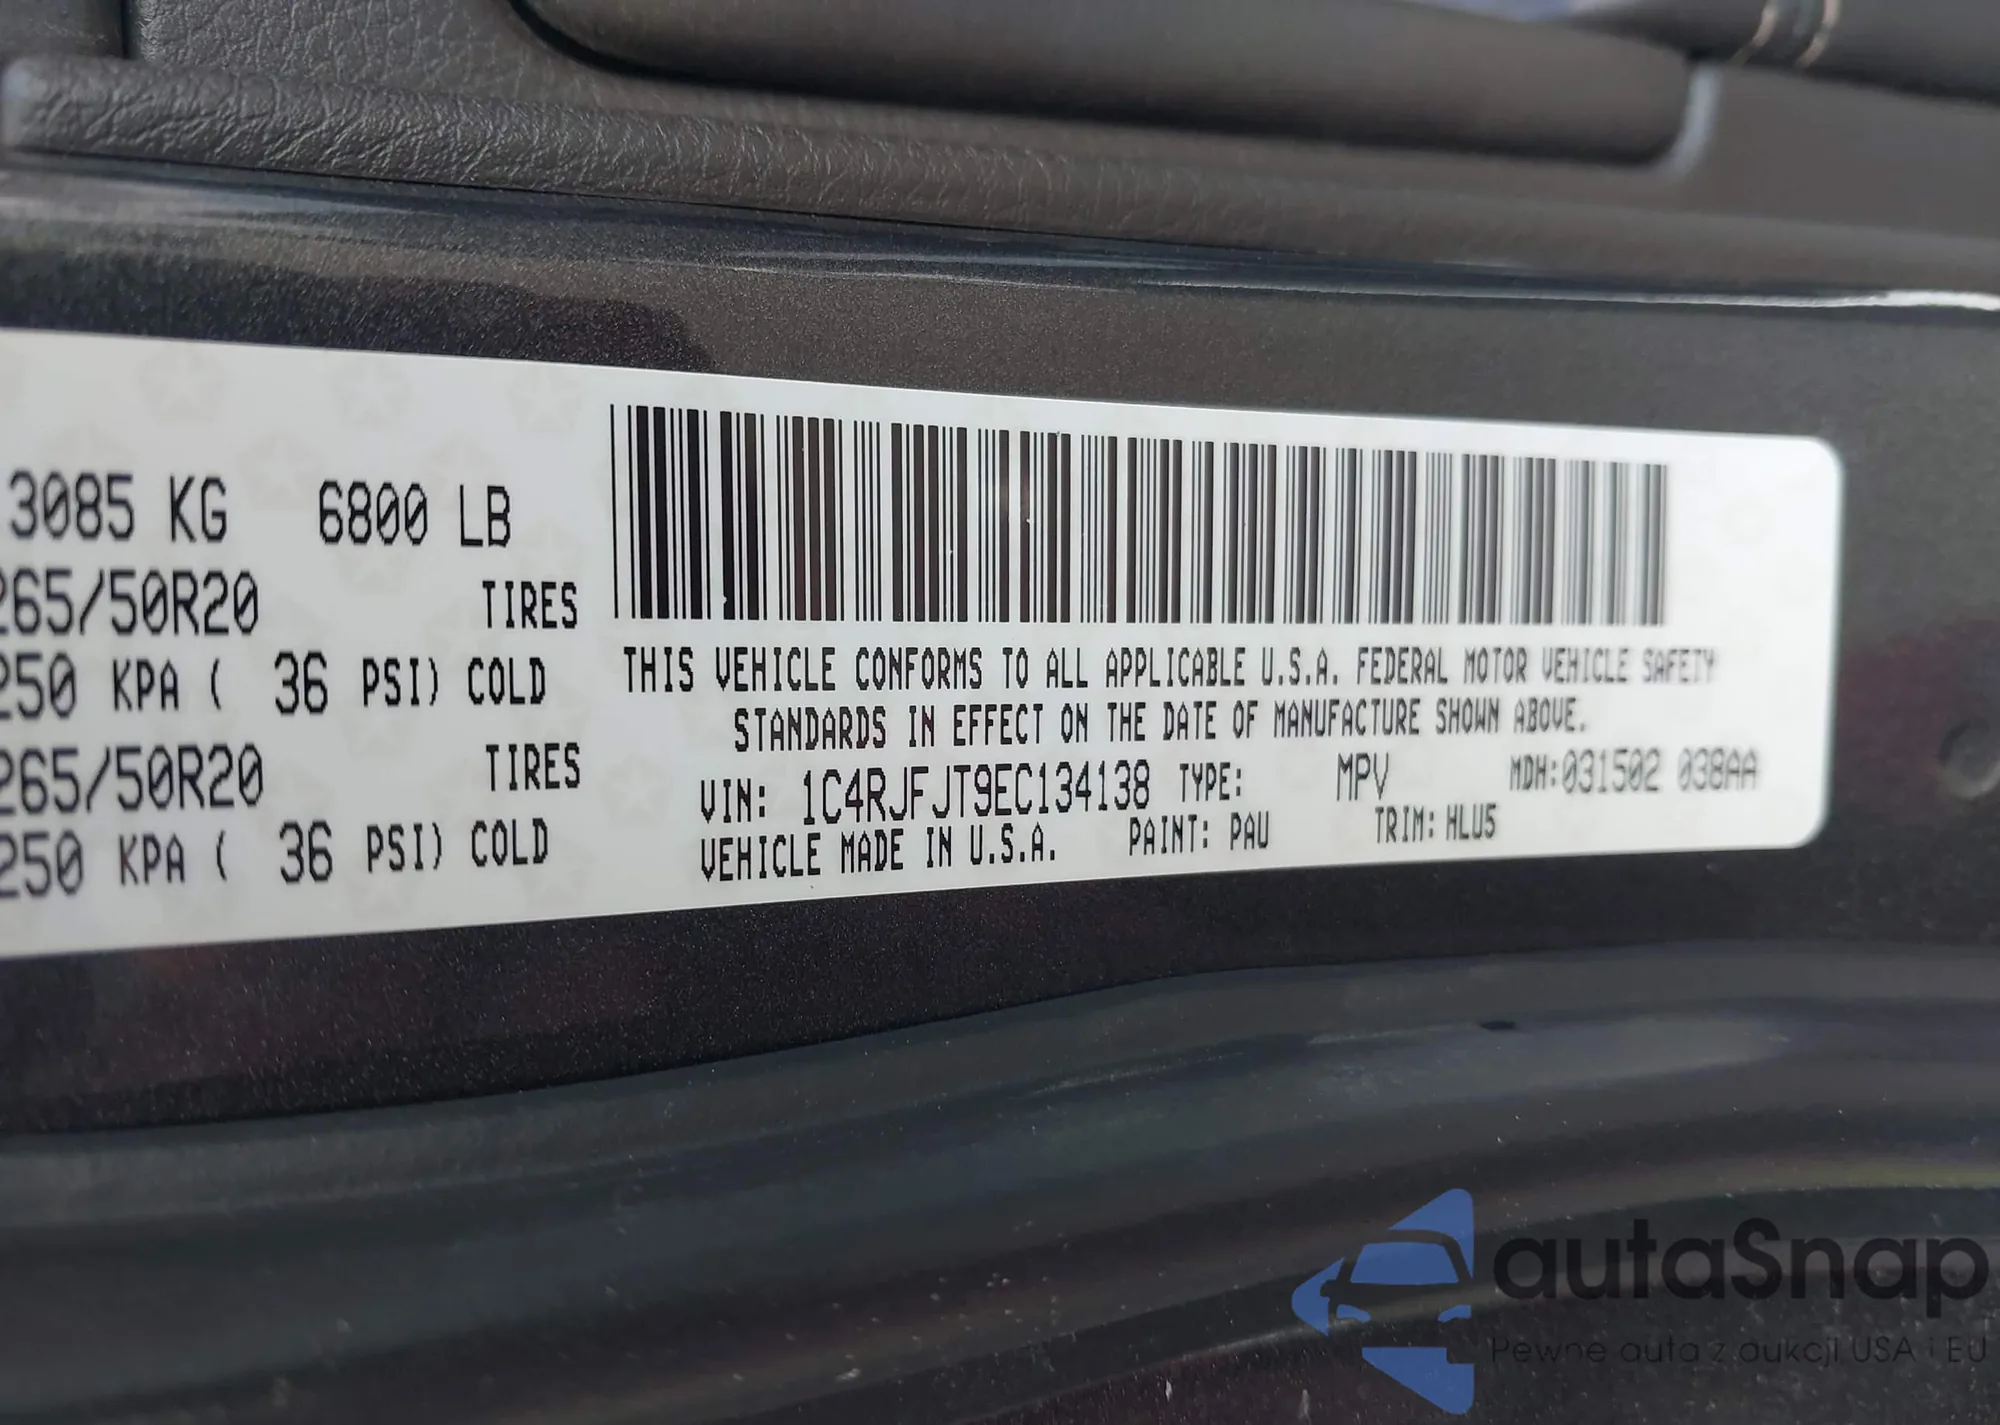 3085 KG 6800 LB
265/50R20 TIRES
250 KPA ( 36 PSI) COLD
265/50R20 TIRES
250 KPA ( 36 PSI) COLD
THIS VEHICLE CONFORMS TO ALL APPLICABLE U.S.A. FEDERAL MOTOR VEHICLE SAFETY
STANDARDS IN EFFECT ON THE DATE OF MANUFACTURE SHOWN ABOVE.
VIN: 1C4RJFJT9EC134138 TYPE: MPV MDH:031502 038AA
VEHICLE MADE IN U.S.A. PAINT: PAU TRIM: HLU5
autaSnap
Pewne auta z aukcji USA i EU